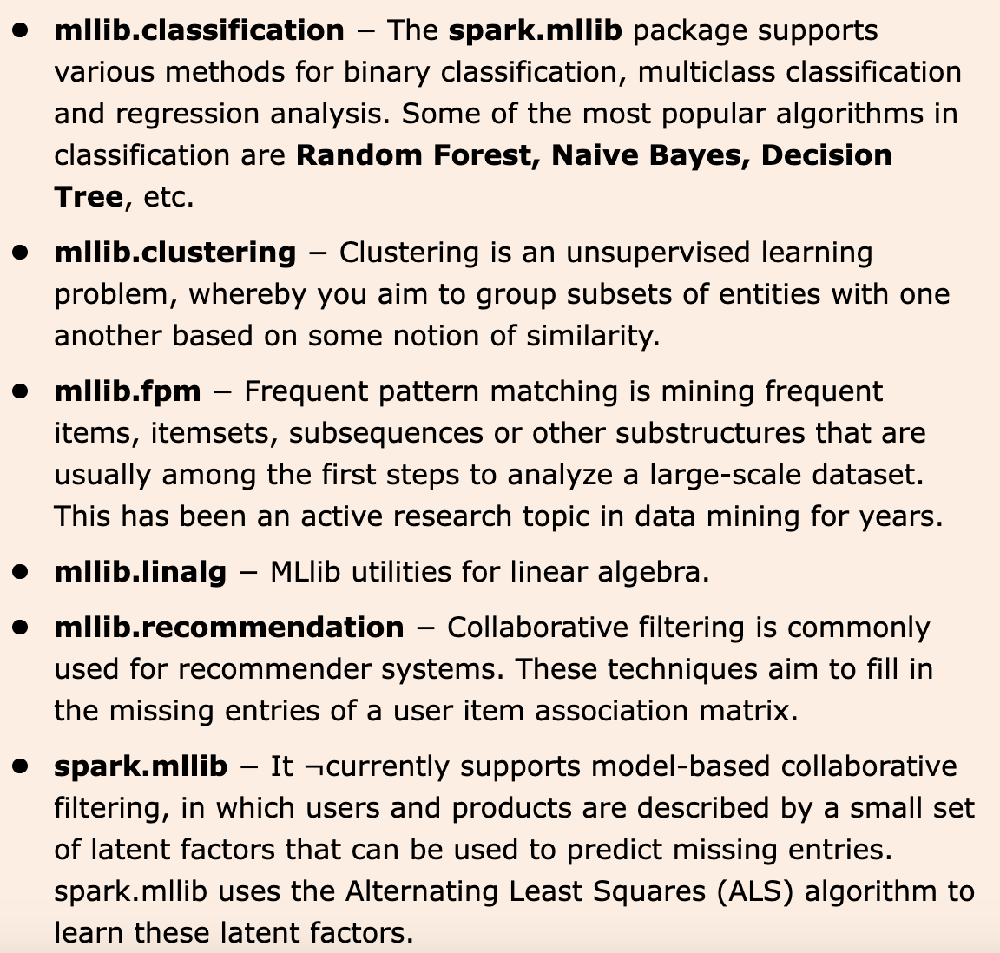 ● mllib.classification − The spark.mllib package supports
various methods for binary classification, multiclass classification
and regression analysis. Some of the most popular algorithms in
classification are Random Forest, Naive Bayes, Decision
Tree, etc.
● mllib.clustering − Clustering is an unsupervised learning
problem, whereby you aim to group subsets of entities with one
another based on some notion of similarity.
● mllib.fpm − Frequent pattern matching is mining frequent
items, itemsets, subsequences or other substructures that are
usually among the first steps to analyze a large-scale dataset.
This has been an active research topic in data mining for years.
● mllib.linalg − MLlib utilities for linear algebra.
● mllib.recommendation − Collaborative filtering is commonly
used for recommender systems. These techniques aim to fill in
the missing entries of a user item association matrix.
● spark.mllib − It ¬currently supports model-based collaborative
filtering, in which users and products are described by a small set
of latent factors that can be used to predict missing entries.
spark.mllib uses the Alternating Least Squares (ALS) algorithm to
learn these latent factors.